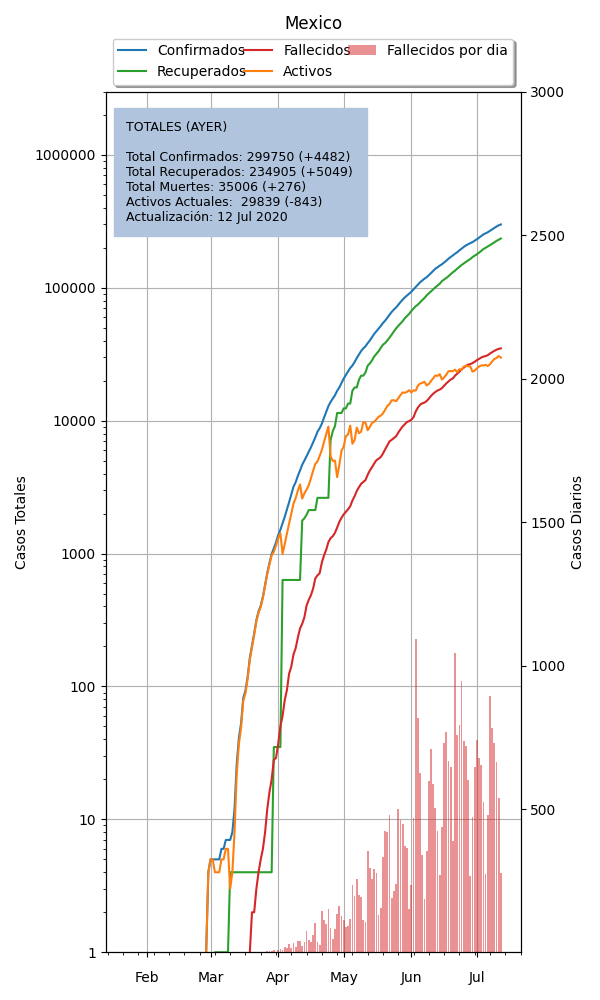 Mexico
Confirmados
Recuperados
Fallecidos
Activos
Fallecidos por dia
TOTALES (AYER)
Total Confirmados: 299750 (+4482)
Total Recuperados: 234905 (+5049)
Total Muertes: 35006 (+276)
Activos Actuales:  29839 (-843)
Actualización: 12 Jul 2020
Casos Totales
1000000
100000
10000
1000
100
10
1
Casos Diarios
3000
2500
2000
1500
1000
500
Feb
Mar
Apr
May
Jun
Jul